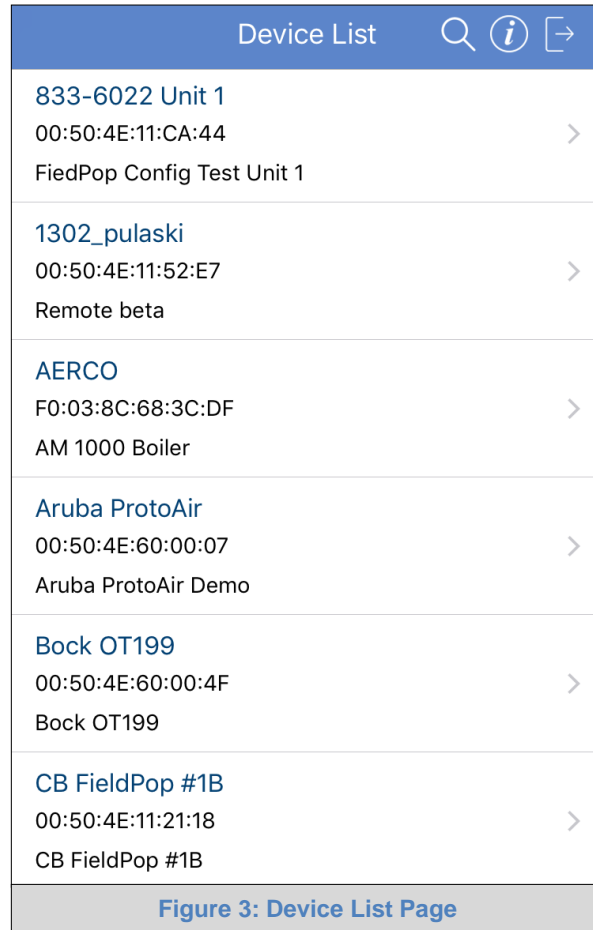 Device List
833-6022 Unit 1
00:50:4E:11:CA:44
FiedPop Config Test Unit 1
1302_pulaski
00:50:4E:11:52:E7
Remote beta
AERCO
F0:03:8C:68:3C:DF
AM 1000 Boiler
Aruba ProtoAir
00:50:4E:60:00:07
Aruba ProtoAir Demo
Bock OT199
00:50:4E:60:00:4F
Bock OT199
CB FieldPop #1B
00:50:4E:11:21:18
CB FieldPop #1B
Figure 3: Device List Page